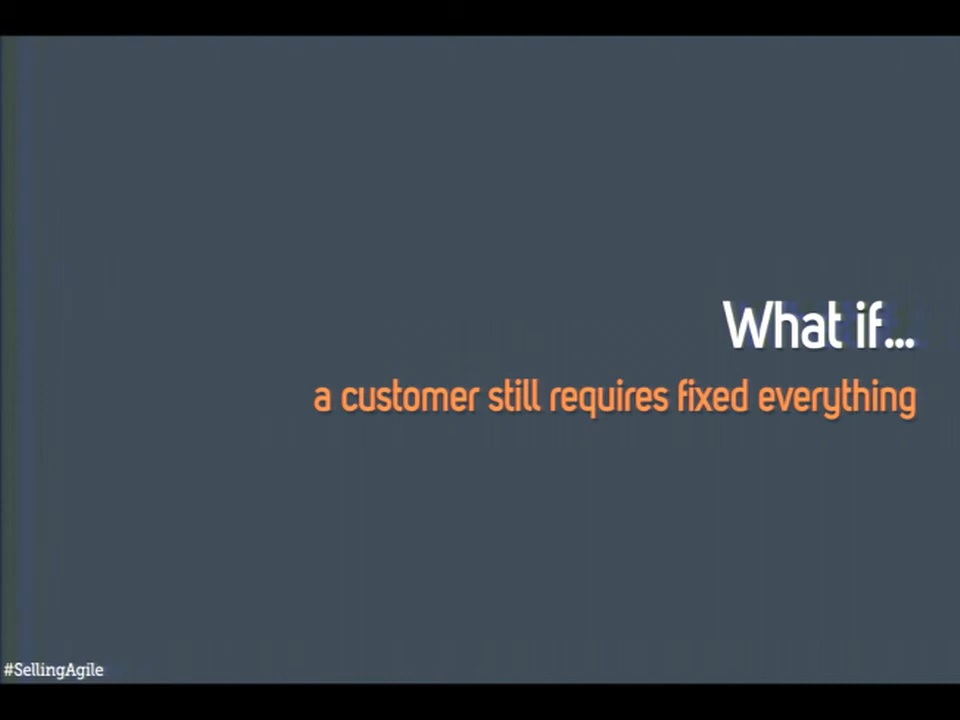 What if...
a customer still requires fixed everything
#SellingAgile